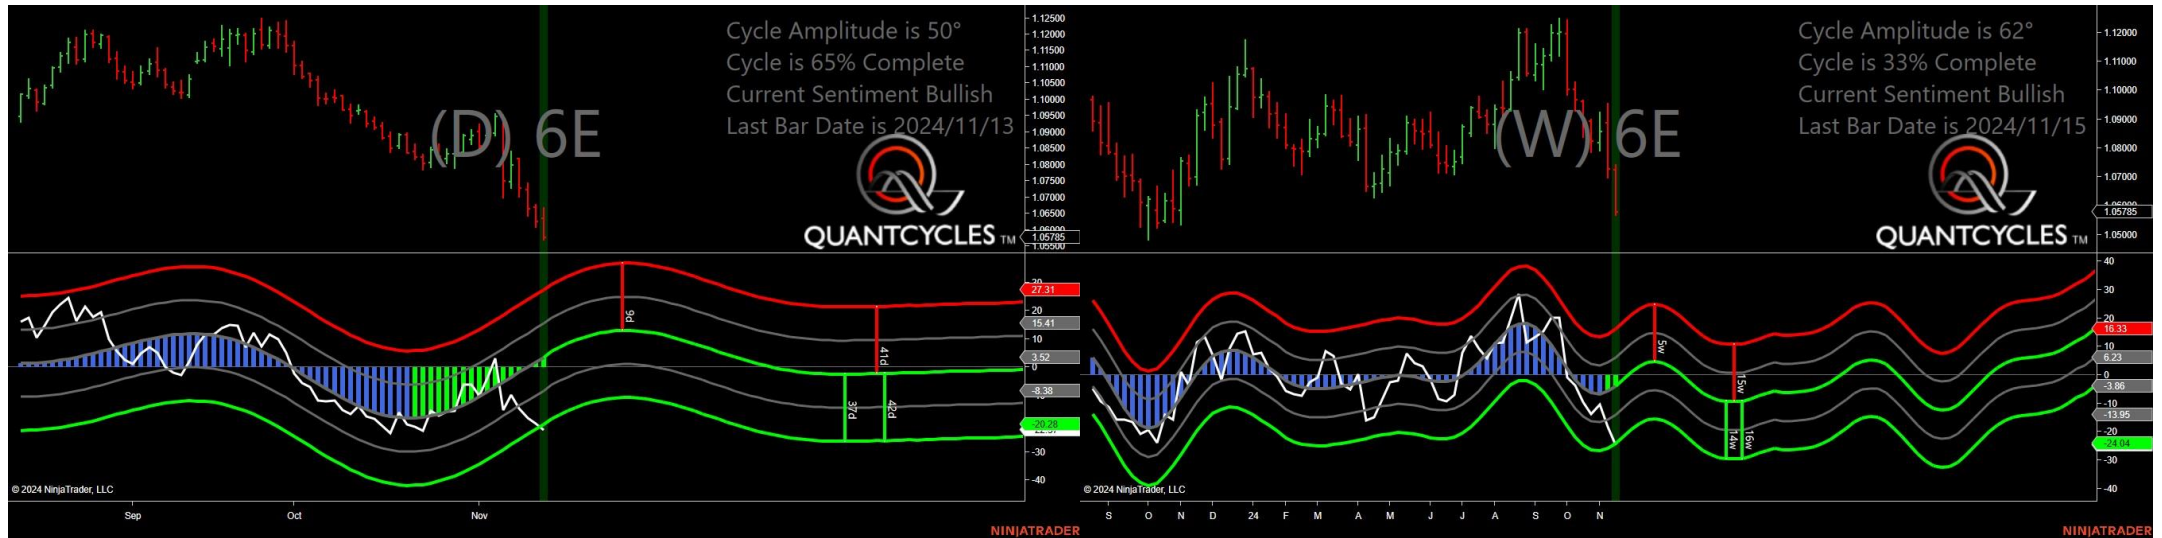 Cycle Amplitude is 50°
Cycle is 65% Complete
Current Sentiment Bullish
Last Bar Date is 2024/11/13
(D) 6E
QUANTCYCLES TM
1.12500
1.12000
1.11500
1.11000
1.10500
1.10000
1.09500
1.09000
1.08500
1.08000
1.07500
1.07000
1.06500
1.06000
1.05785
1.05500
27.31
20
15.41
10
3.52
0
-8.38
-20.28
-30
-40
9d
41d
37d
42d
© 2024 NinjaTrader, LLC
Sep
Oct
Nov
NINJATRADER
Cycle Amplitude is 62°
Cycle is 33% Complete
Current Sentiment Bullish
Last Bar Date is 2024/11/15
(W) 6E
QUANTCYCLES TM
1.12000
1.11000
1.10000
1.09000
1.08000
1.07000
1.06000
1.05785
1.05000
40
30
20
16.33
6.23
0
-3.86
-10
-13.95
-20
-24.04
-30
-40
5w
15w
14w
16w
© 2024 NinjaTrader, LLC
S
O
N
D
24
F
M
A
M
J
J
A
S
O
N
NINJATRADER